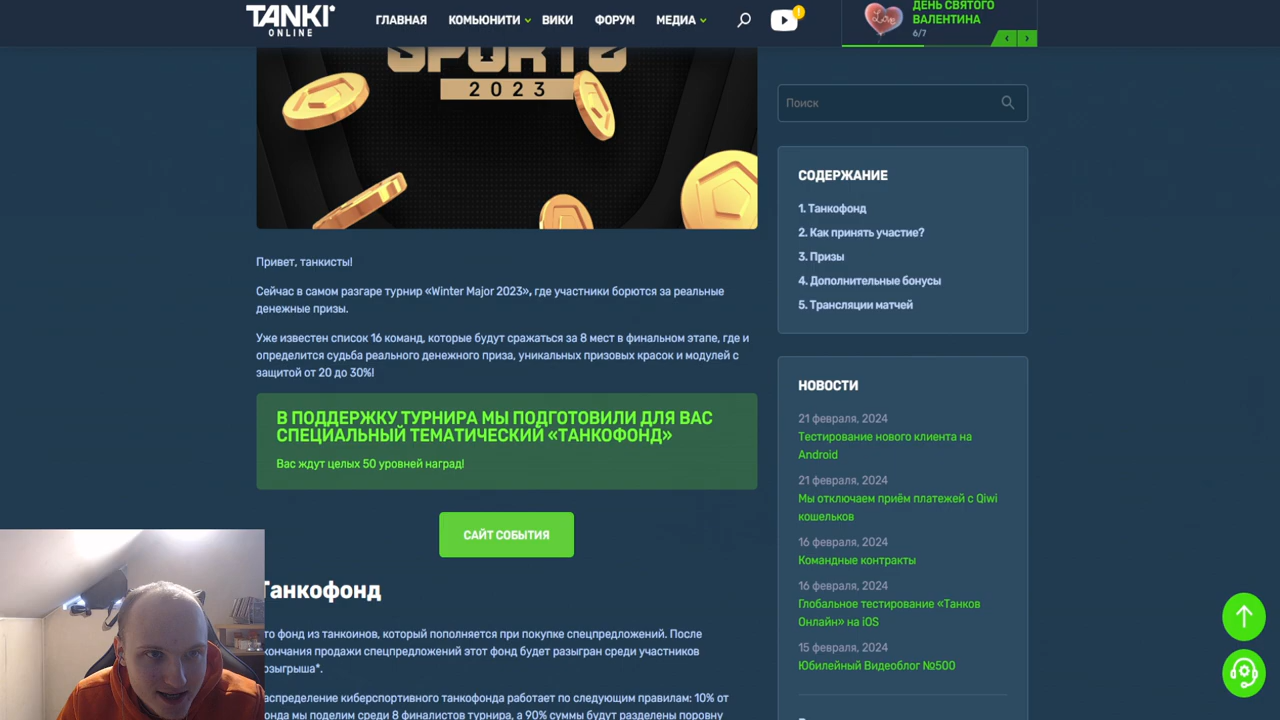 TANKI
ONLINE
ГЛАВНАЯ
КОМЬЮНИТИ
ВИКИ
ФОРУМ
МЕДИА
1
Love
ДЕНЬ СВЯТОГО
ВАЛЕНТИНА
6/7
SPORTS
2023
Привет, танкисты!
Сейчас в самом разгаре турнир «Winter Major 2023», где участники борются за реальные
денежные призы.
Уже известен список 16 команд, которые будут сражаться за 8 мест в финальном этапе, где и
определится судьба реального денежного приза, уникальных призовых красок и модулей с
защитой от 20 до 30%!
В ПОДДЕРЖКУ ТУРНИРА МЫ ПОДГОТОВИЛИ ДЛЯ ВАС
СПЕЦИАЛЬНЫЙ ТЕМАТИЧЕСКИЙ «ТАНКОФОНД»
Вас ждут целых 50 уровней наград!
САЙТ СОБЫТИЯ
Танкофонд
то фонд из танкоинов, который пополняется при покупке спецпредложений. После
кончания продажи спецпредложений этот фонд будет разыгран среди участников
озыгрыша*.
аспределение киберспортивного танкофонда работает по следующим правилам: 10% от
онда мы поделим среди 8 финалистов турнира, а 90% суммы будут разделены поровну
Поиск
СОДЕРЖАНИЕ
1. Танкофонд
2. Как принять участие?
3. Призы
4. Дополнительные бонусы
5. Трансляции матчей
НОВОСТИ
21 февраля, 2024
Тестирование нового клиента на
Android
21 февраля, 2024
Мы отключаем приём платежей с Qiwi
кошельков
16 февраля, 2024
Командные контракты
16 февраля, 2024
Глобальное тестирование «Танков
Онлайн» на iOS
15 февраля, 2024
Юбилейный Видеоблог №500